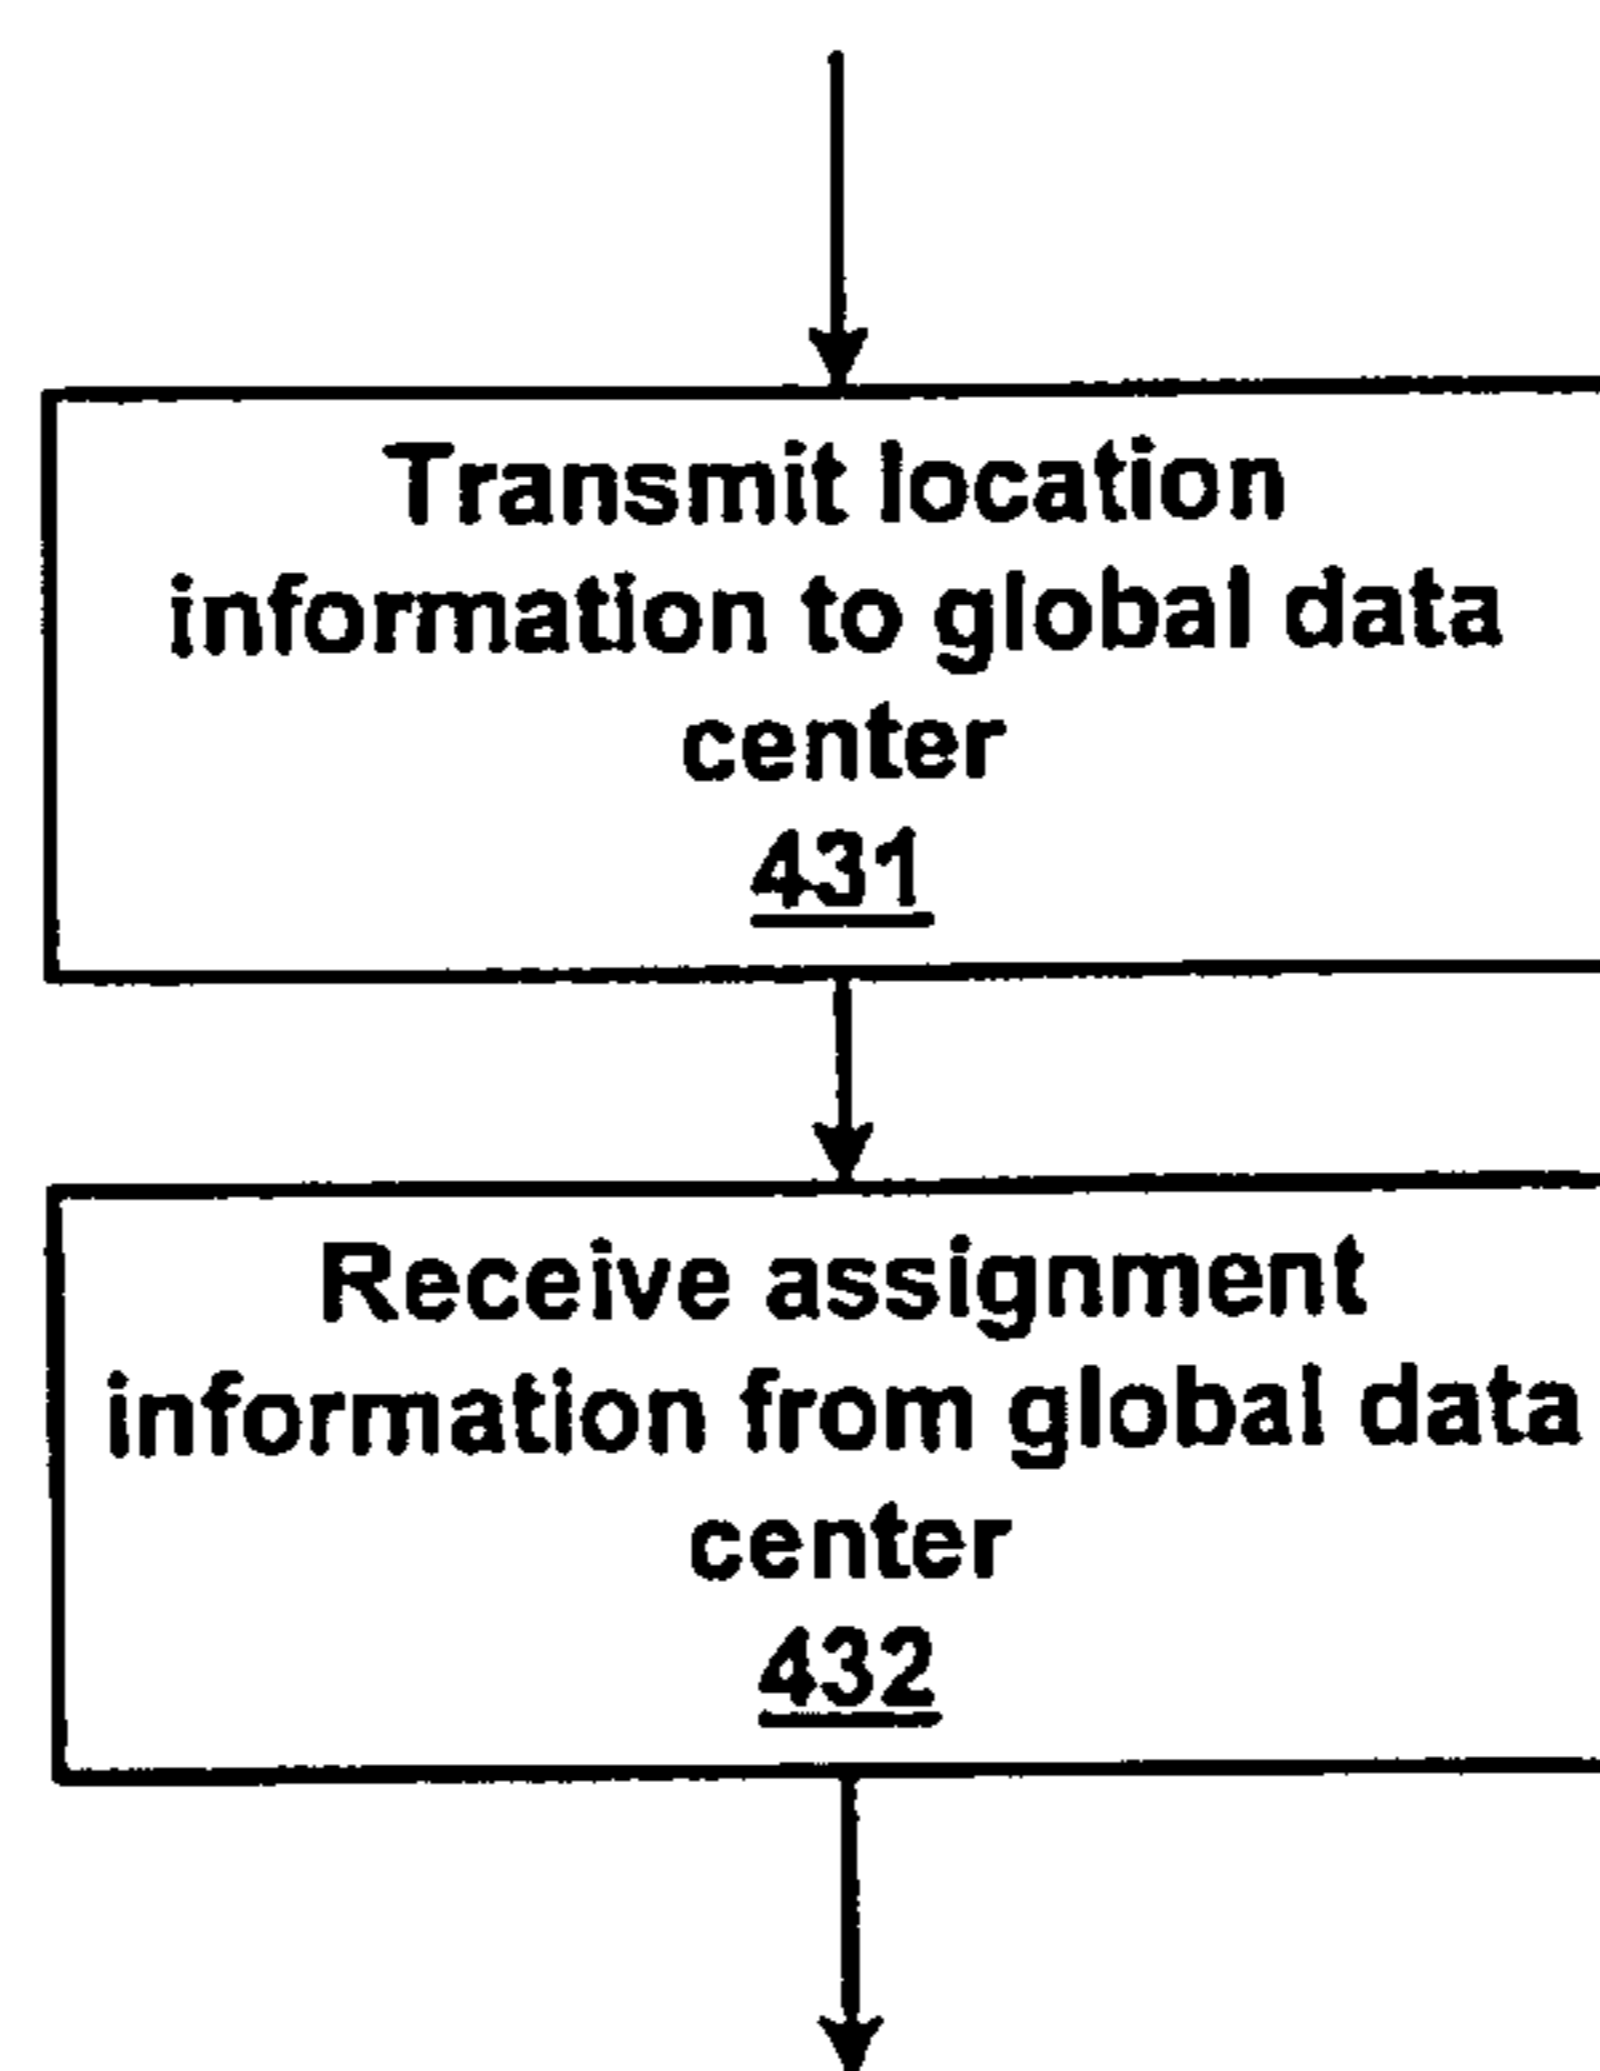 Transmit location
information to global data
center
431
Receive assignment
information from global data
center
432